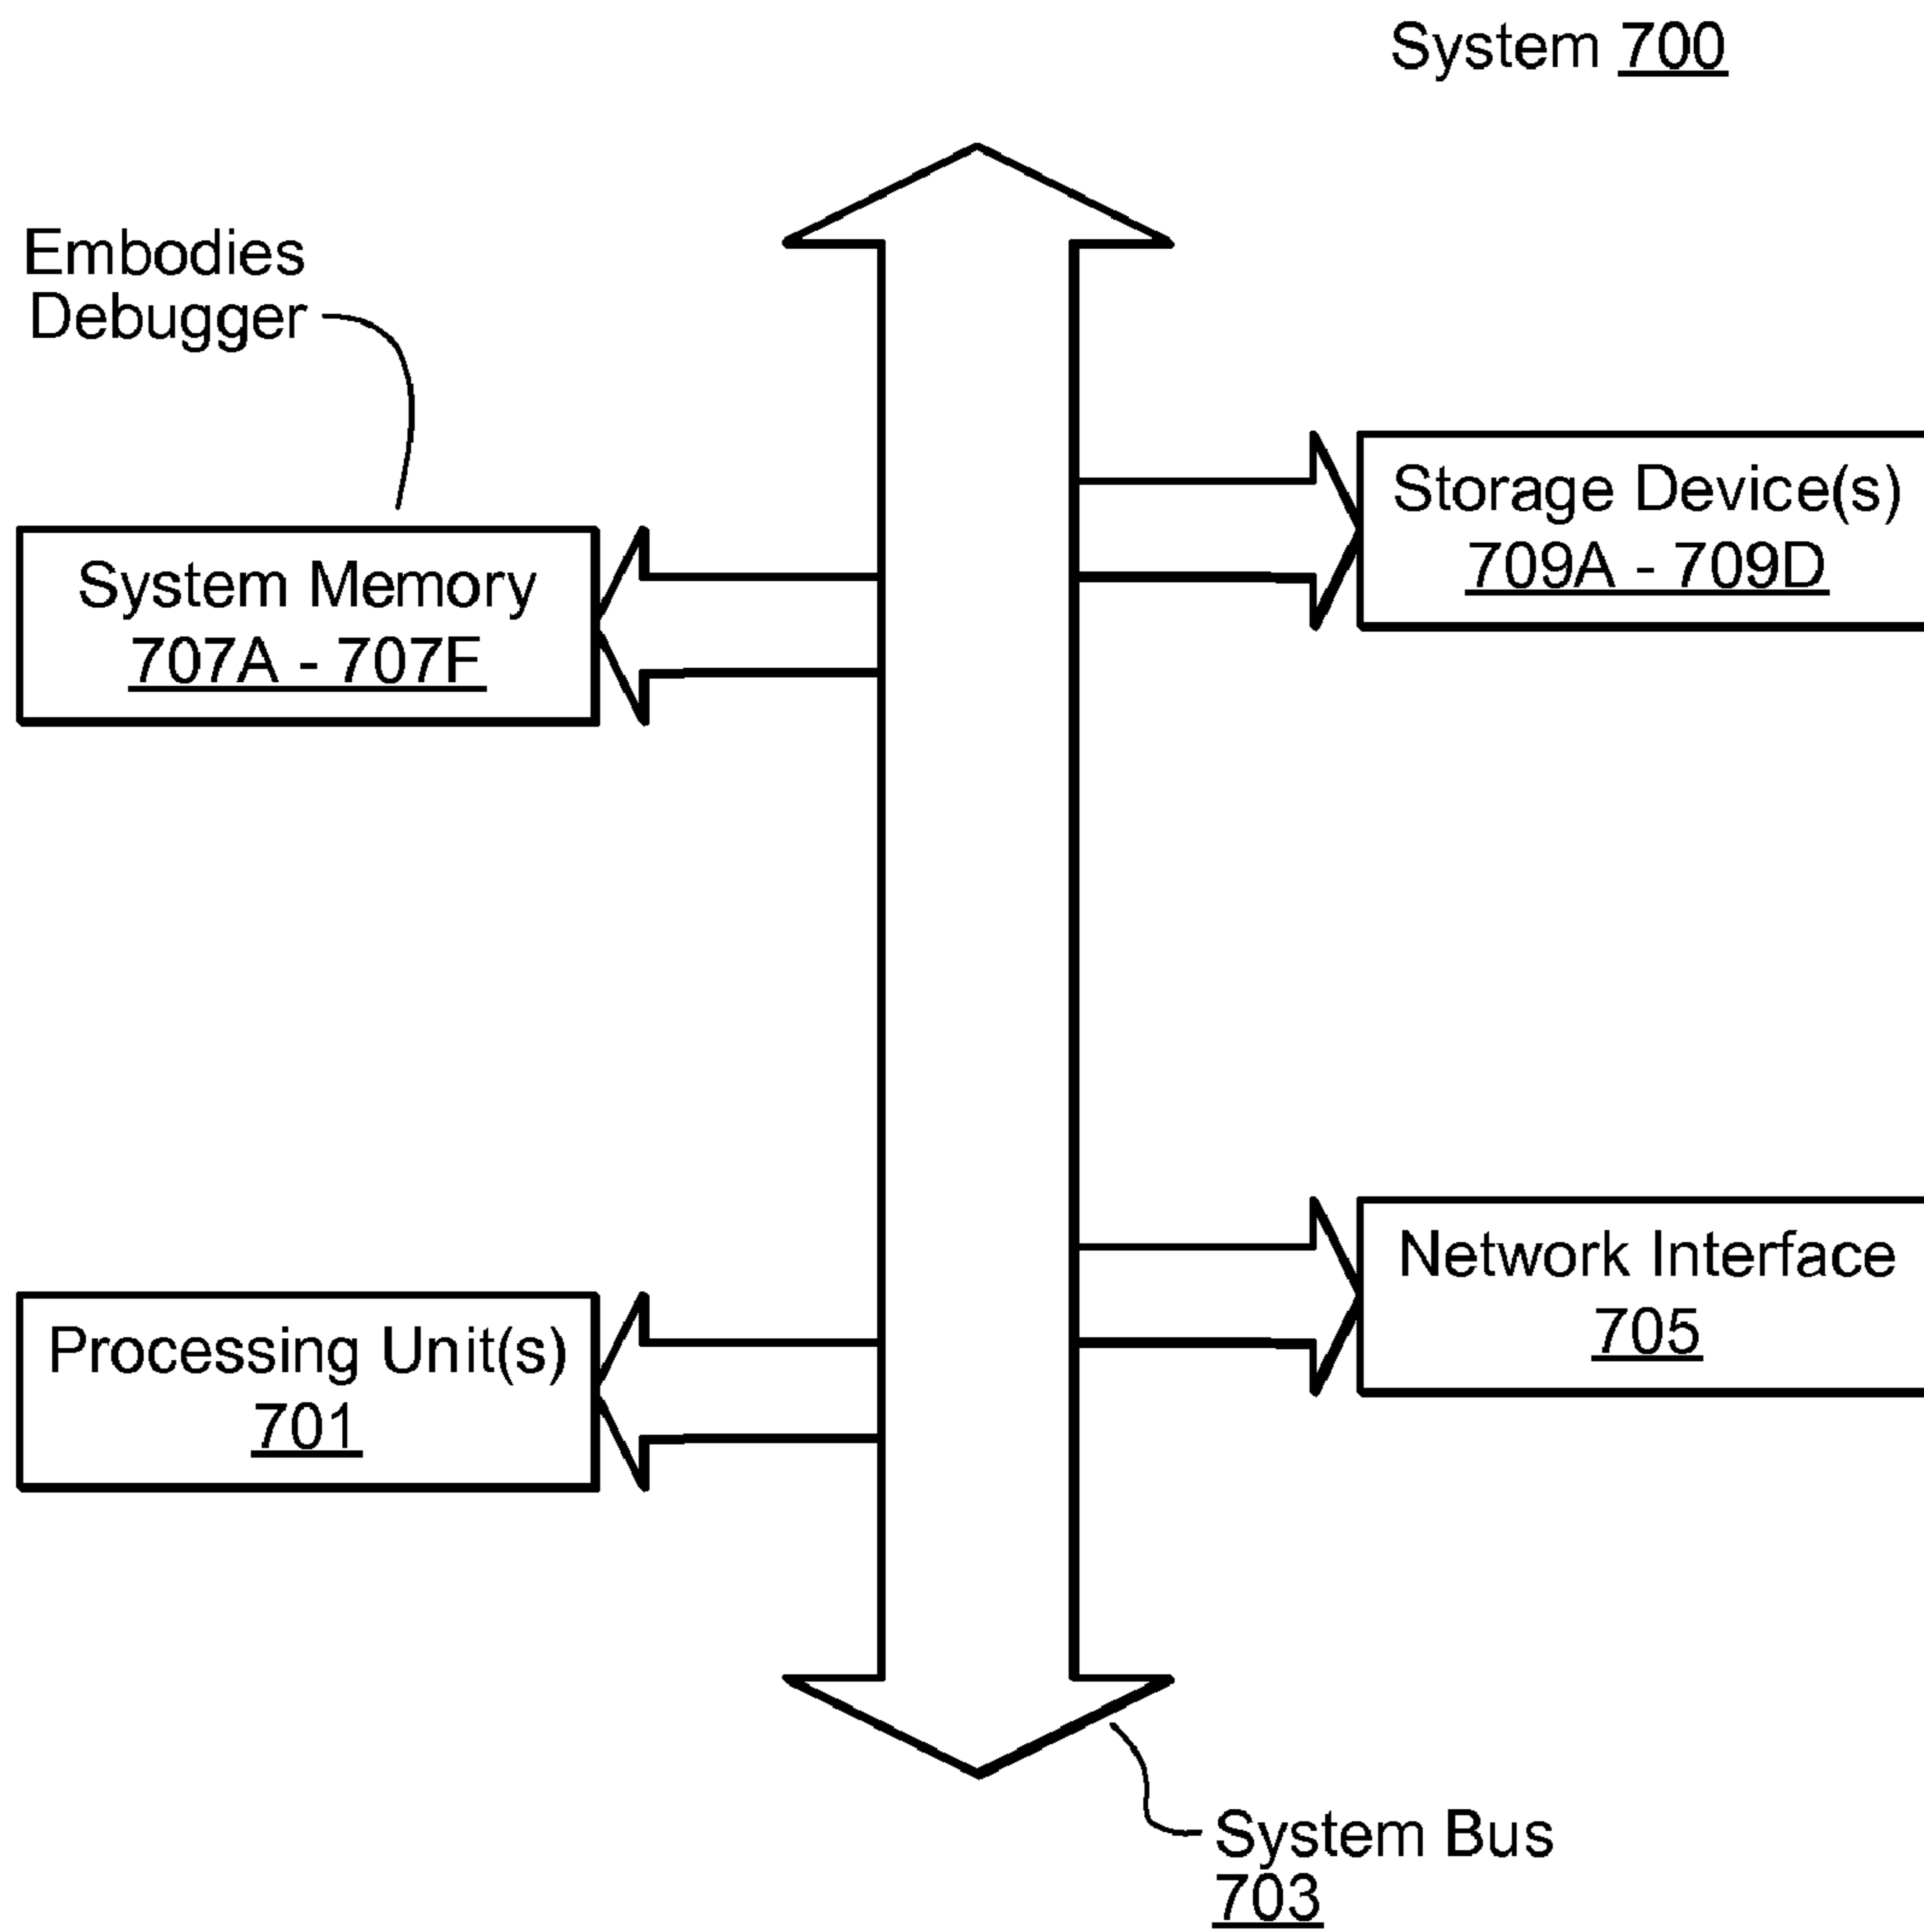 System 700
Embodies
Debugger
Storage Device(s)
709A - 709D
System Memory
707A - 707F
Network Interface
705
Processing Unit(s)
701
System Bus
703